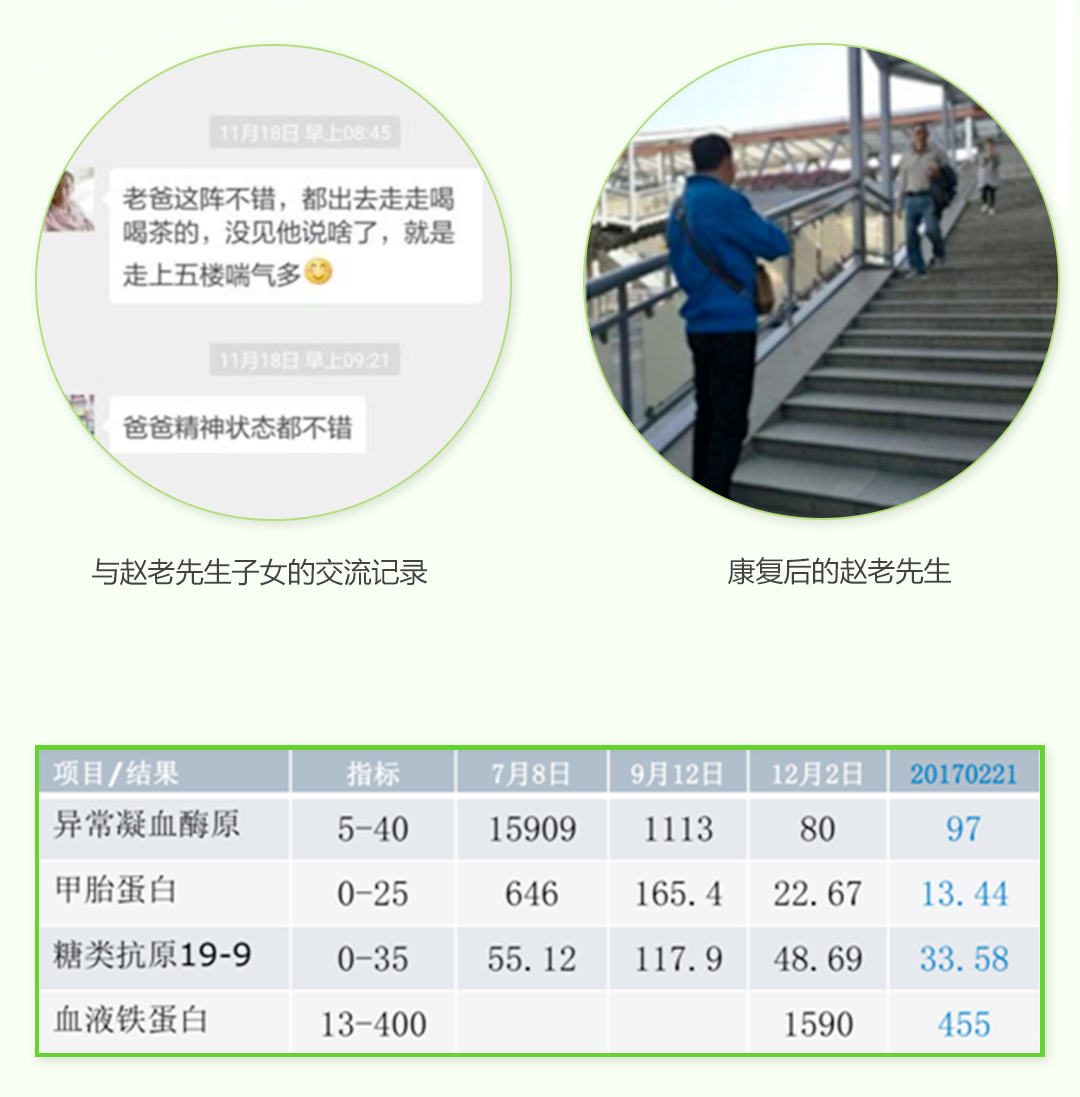 11月18日 早上08:45
老爸这阵不错，都出去走走喝
喝茶的，没见他说啥了，就是
走上五楼喘气多😊
11月18日 早上09:21
爸爸精神状态都不错
与赵老先生子女的交流记录
康复后的赵老先生
项目/结果 指标 7月8日 9月12日 12月2日 20170221
异常凝血酶原 5-40 15909 1113 80 97
甲胎蛋白 0-25 646 165.4 22.67 13.44
糖类抗原19-9 0-35 55.12 117.9 48.69 33.58
血液铁蛋白 13-400 1590 455